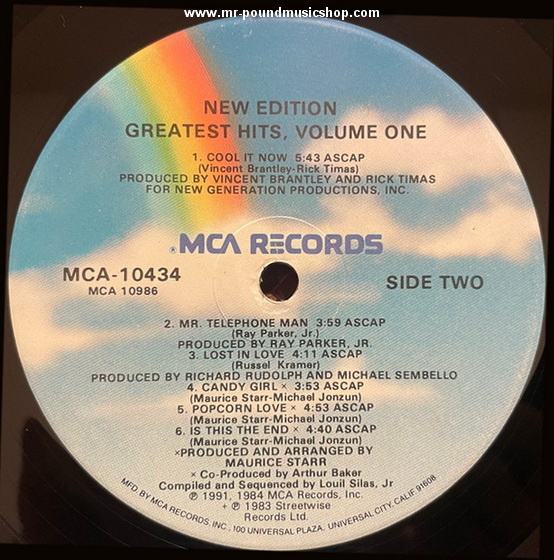 www.mr-poundmusicshop.com
NEW EDITION
GREATEST HITS, VOLUME ONE
1. COOL IT NOW 5:43 ASCAP
(Vincent Brantley-Rick Timas)
PRODUCED BY VINCENT BRANTLEY AND RICK TIMAS
FOR NEW GENERATION PRODUCTIONS, INC.
®MCA RECORDS
MCA-10434
MCA 10986
SIDE TWO
2. MR. TELEPHONE MAN 3:59 ASCAP
(Ray Parker, Jr.)
PRODUCED BY RAY PARKER, JR.
3. LOST IN LOVE 4:11 ASCAP
(Russel Kramer)
PRODUCED BY RICHARD RUDOLPH AND MICHAEL SEMBELLO
4. CANDY GIRL × 3:53 ASCAP
(Maurice Starr-Michael Jonzun)
5. POPCORN LOVE × 4:53 ASCAP
(Maurice Starr-Michael Jonzun)
6. IS THIS THE END × 4:40 ASCAP
(Maurice Starr-Michael Jonzun)
×PRODUCED AND ARRANGED BY
MAURICE STARR
× Co-Produced by Arthur Baker
Compiled and Sequenced by Louil Silas, Jr
℗ 1991, 1984 MCA Records, Inc.
+ ℗ 1983 Streetwise
Records Ltd.
MFD. BY MCA RECORDS, INC., 100 UNIVERSAL PLAZA, UNIVERSAL CITY, CALIF 91608